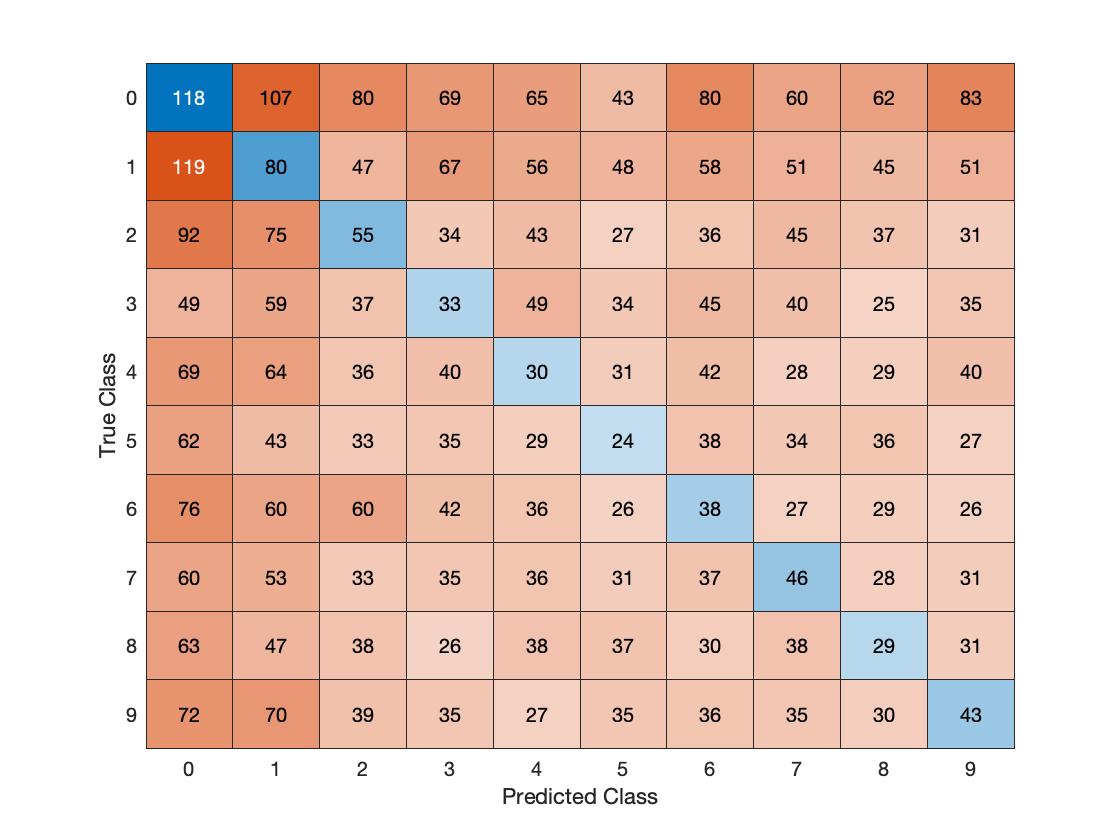 0 118 107 80 69 65 43 80 60 62 83
1 119 80 47 67 56 48 58 51 45 51
2 92 75 55 34 43 27 36 45 37 31
3 49 59 37 33 49 34 45 40 25 35
4 69 64 36 40 30 31 42 28 29 40
5 62 43 33 35 29 24 38 34 36 27
6 76 60 60 42 36 26 38 27 29 26
7 60 53 33 35 36 31 37 46 28 31
8 63 47 38 26 38 37 30 38 29 31
9 72 70 39 35 27 35 36 35 30 43
True Class
0 1 2 3 4 5 6 7 8 9
Predicted Class